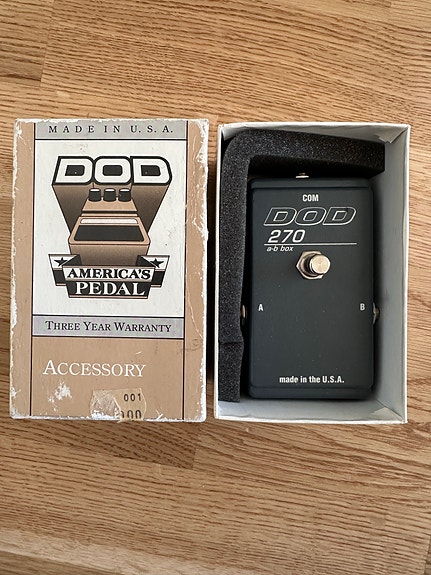 MADE IN U.S.A.
DOD
AMERICA'S
PEDAL
THREE YEAR WARRANTY
ACCESSORY
001
COM
DOD
270
a-b box
A
B
made in the U.S.A.